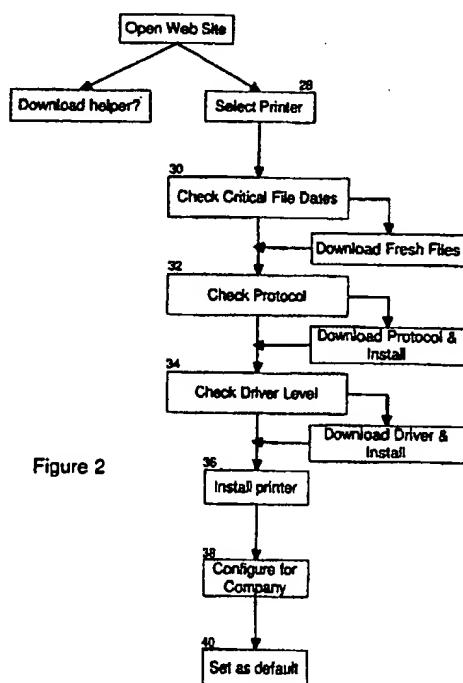 Open Web Site
Download helper?
28
Select Printer
30
Check Critical File Dates
Download Fresh Files
32
Check Protocol
Download Protocol &
Install
34
Check Driver Level
Download Driver &
Install
Figure 2
36
Install printer
38
Configure for
Company
40
Set as default